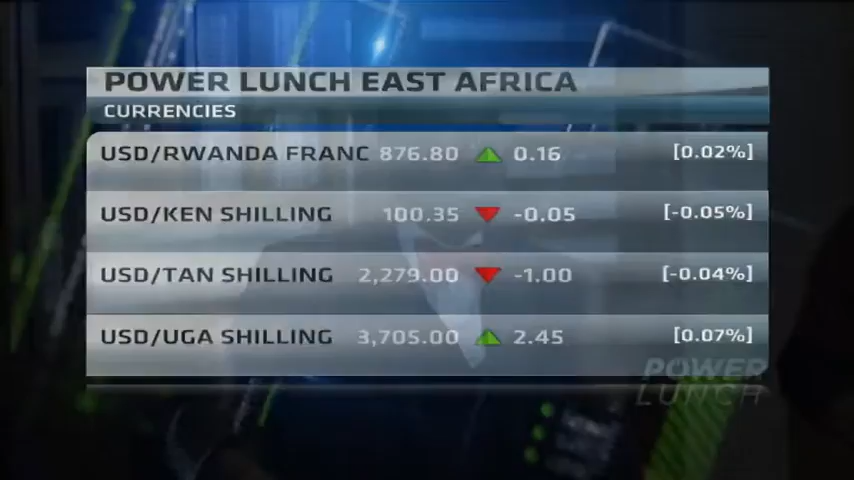 POWER LUNCH EAST AFRICA
CURRENCIES
USD/RWANDA FRANC 876.80 0.16 [0.02%]
USD/KEN SHILLING 100.35 -0.05 [-0.05%]
USD/TAN SHILLING 2,279.00 -1.00 [-0.04%]
USD/UGA SHILLING 3,705.00 2.45 [0.07%]
POWER
LUNCH